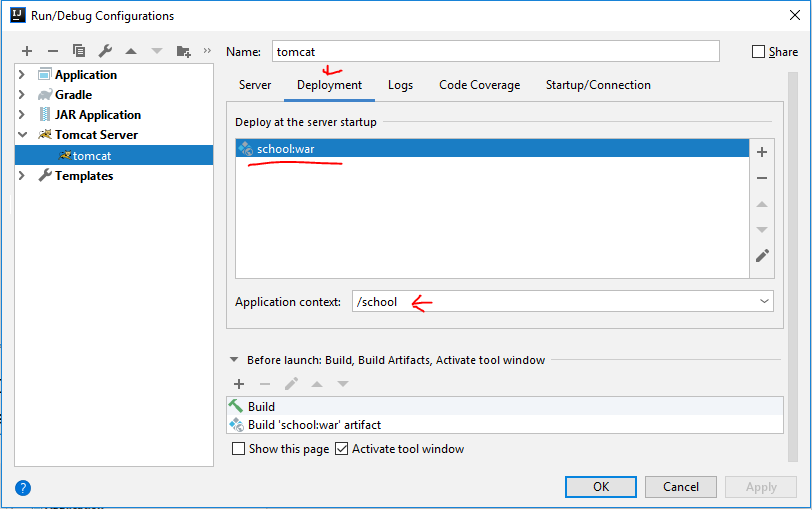 IJ Run/Debug Configurations
Name: tomcat
Share
Application
Gradle
JAR Application
Tomcat Server
tomcat
Templates
Server Deployment Logs Code Coverage Startup/Connection
Deploy at the server startup
school:war
Application context: /school
Before launch: Build, Build Artifacts, Activate tool window
Build
Build 'school:war' artifact
Show this page Activate tool window
? OK Cancel Apply